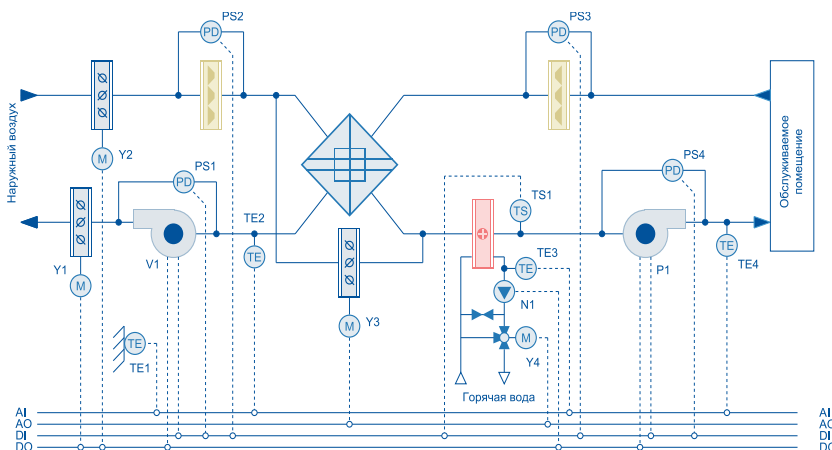 PS2
PD
PS3
PD
Наружный воздух
Y2
M
PS1
PD
TE2
TS1
TS
PS4
PD
Обслуживаемое
помещение
Y1
M
V1
TE
TE3
TE
P1
TE
TE4
N1
Y3
M
TE
TE1
M
Y4
Горячая вода
AI
AO
DI
DO
AI
AO
DI
DO